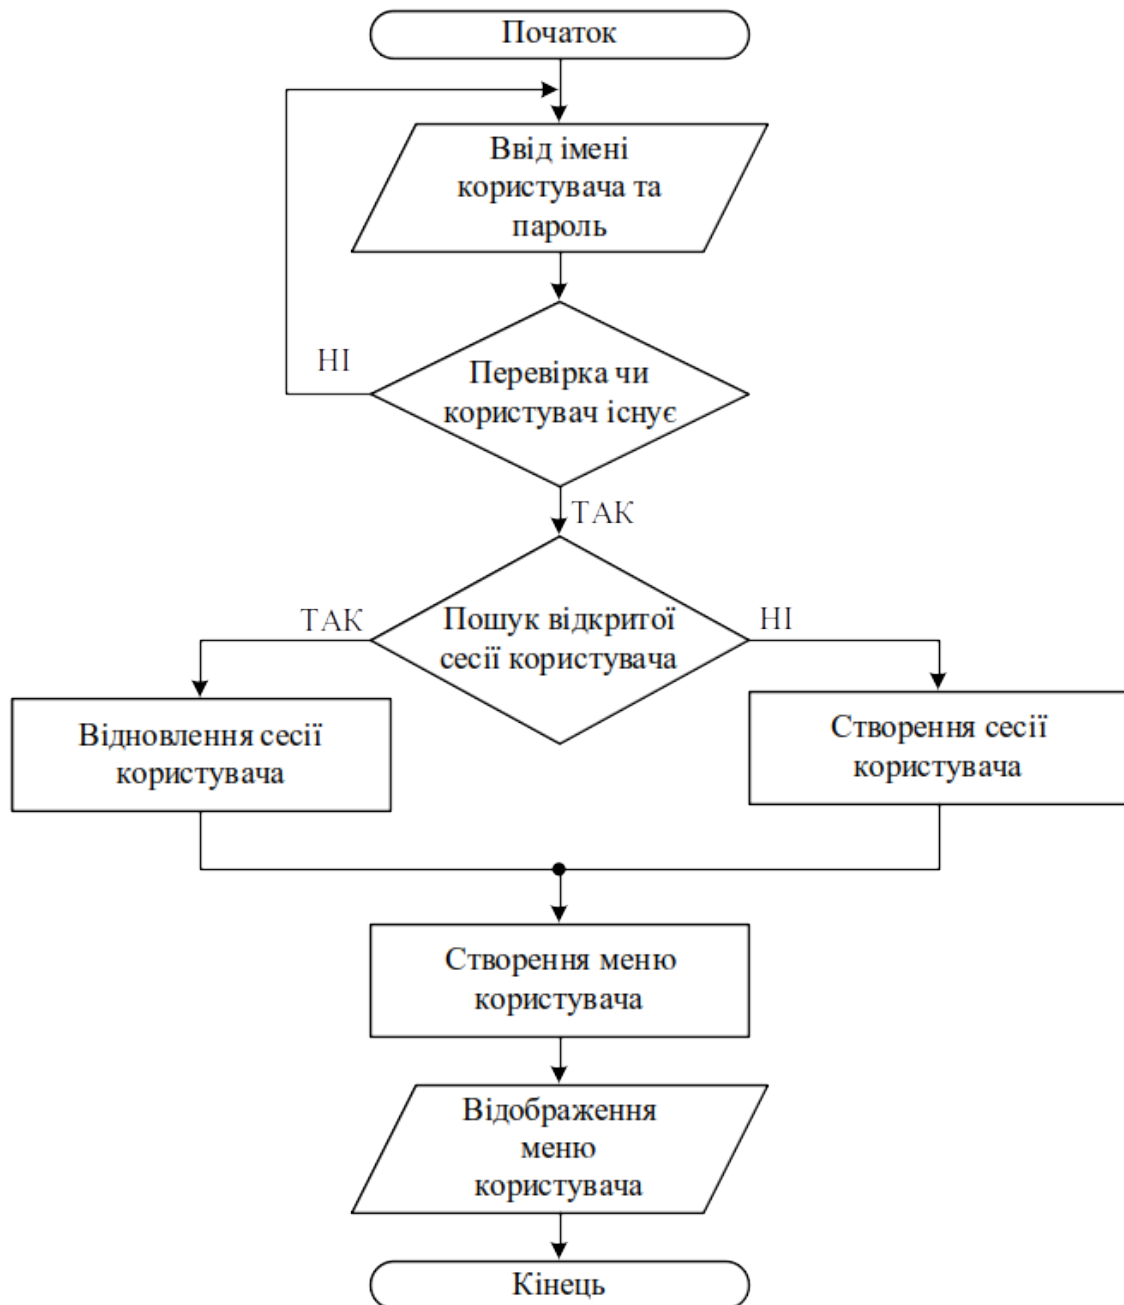 Початок
Ввід імені
користувача та
пароль
НІ
Перевірка чи
користувач існує
ТАК
ТАК
Пошук відкритої
сесії користувача
НІ
Відновлення сесії
користувача
Створення сесії
користувача
Створення меню
користувача
Відображення
меню
користувача
Кінець